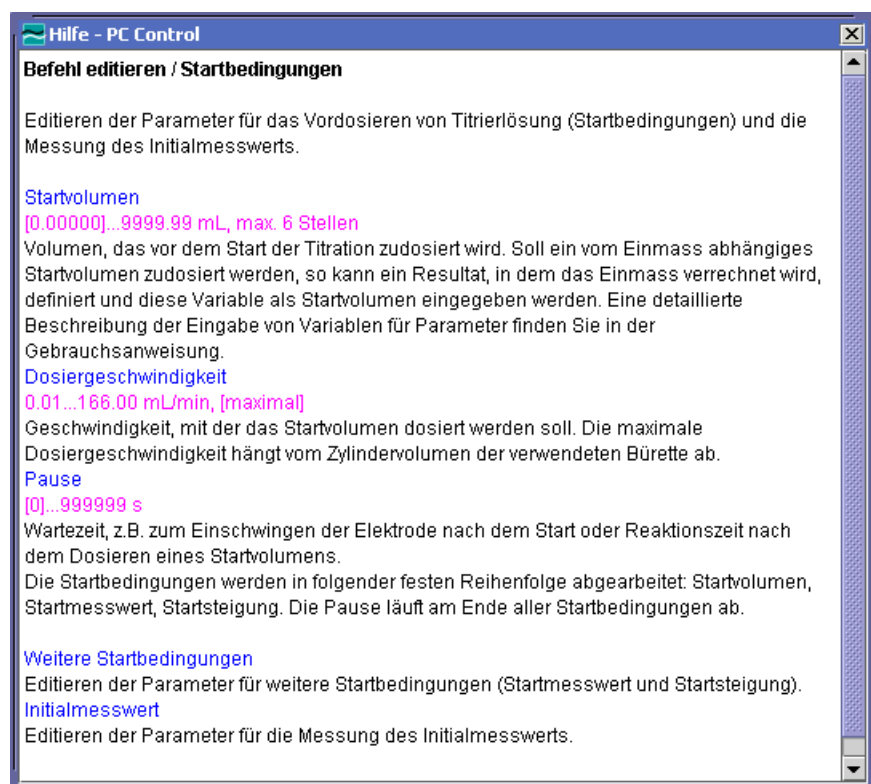 Hilfe - PC Control
Befehl editieren / Startbedingungen
Editieren der Parameter für das Vordosieren von Titrierlösung (Startbedingungen) und die
Messung des Initialmesswerts.
Startvolumen
[0.00000]...9999.99 mL, max. 6 Stellen
Volumen, das vor dem Start der Titration zudosiert wird. Soll ein vom Einmass abhängiges
Startvolumen zudosiert werden, so kann ein Resultat, in dem das Einmass verrechnet wird,
definiert und diese Variable als Startvolumen eingegeben werden. Eine detaillierte
Beschreibung der Eingabe von Variablen für Parameter finden Sie in der
Gebrauchsanweisung.
Dosiergeschwindigkeit
0.01...166.00 mL/min, [maximal]
Geschwindigkeit, mit der das Startvolumen dosiert werden soll. Die maximale
Dosiergeschwindigkeit hängt vom Zylindervolumen der verwendeten Bürette ab.
Pause
[0]...999999 s
Wartezeit, z.B. zum Einschwingen der Elektrode nach dem Start oder Reaktionszeit nach
dem Dosieren eines Startvolumens.
Die Startbedingungen werden in folgender festen Reihenfolge abgearbeitet: Startvolumen,
Startmesswert, Startsteigung. Die Pause läuft am Ende aller Startbedingungen ab.
Weitere Startbedingungen
Editieren der Parameter für weitere Startbedingungen (Startmesswert und Startsteigung).
Initialmesswert
Editieren der Parameter für die Messung des Initialmesswerts.